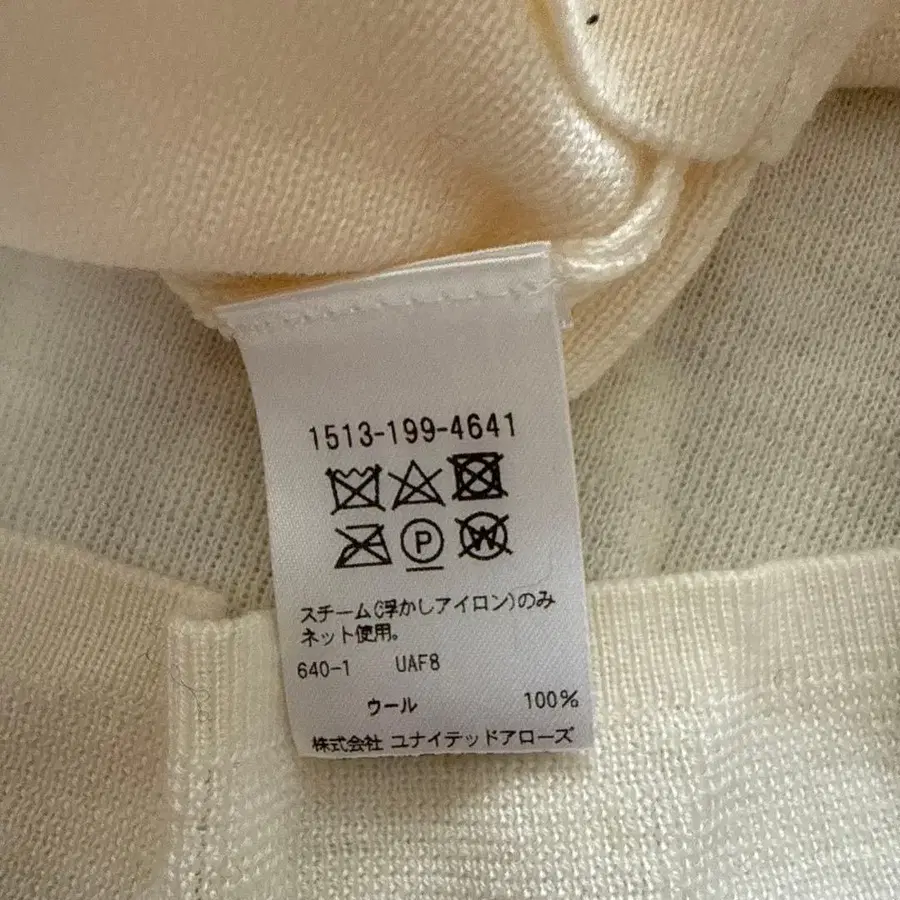 1513-199-4641
P W
スチーム(浮かしアイロン)のみ
ネット使用。
640-1 UAF8
ウール 100%
株式会社 ユナイテッドアローズ